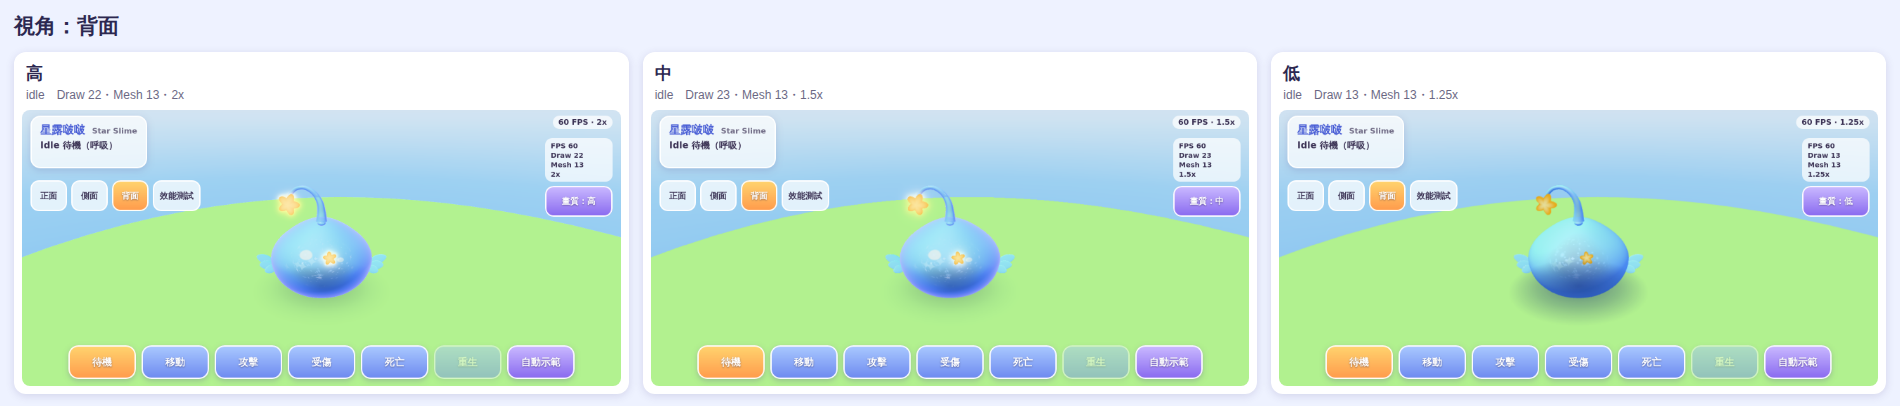 視角：背面
高
idle Draw 22・Mesh 13・2x
星露啵啵 Star Slime
Idle 待機（呼吸）
正面 側面 背面 效能測試
60 FPS · 2x
FPS 60
Draw 22
Mesh 13
2x
畫質：高
待機 移動 攻擊 受傷 死亡 重生 自動示範
中
idle Draw 23・Mesh 13・1.5x
星露啵啵 Star Slime
Idle 待機（呼吸）
正面 側面 背面 效能測試
60 FPS · 1.5x
FPS 60
Draw 23
Mesh 13
1.5x
畫質：中
待機 移動 攻擊 受傷 死亡 重生 自動示範
低
idle Draw 13・Mesh 13・1.25x
星露啵啵 Star Slime
Idle 待機（呼吸）
正面 側面 背面 效能測試
60 FPS · 1.25x
FPS 60
Draw 13
Mesh 13
1.25x
畫質：低
待機 移動 攻擊 受傷 死亡 重生 自動示範